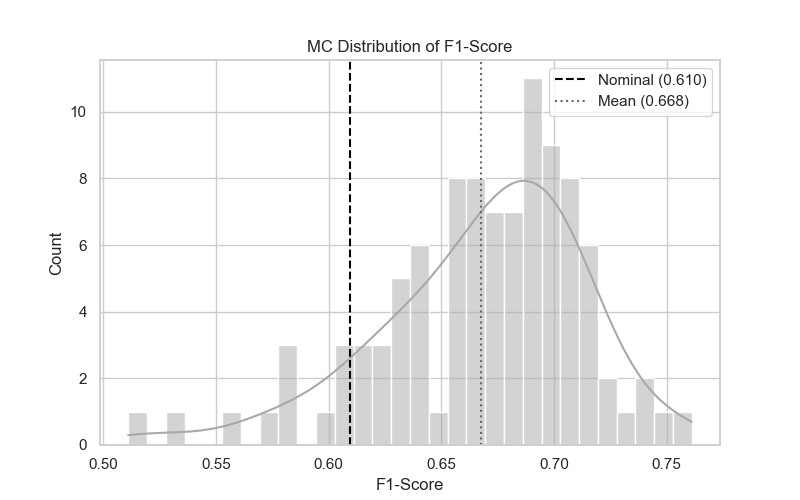 MC Distribution of F1-Score
Nominal (0.610)
Mean (0.668)
Count
10
8
6
4
2
0
0.50 0.55 0.60 0.65 0.70 0.75
F1-Score